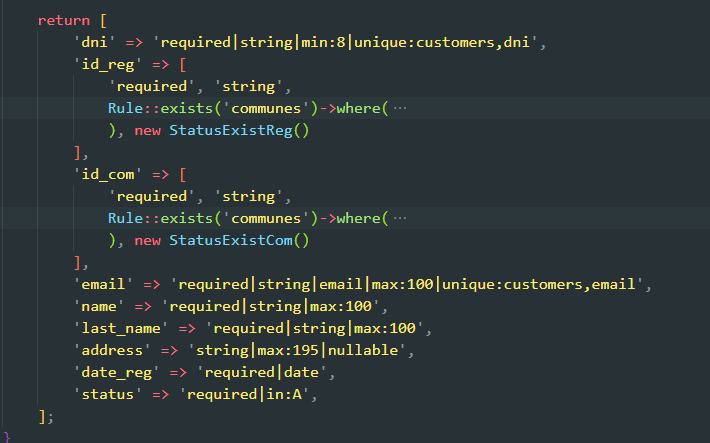 return [
'dni' => 'required|string|min:8|unique:customers,dni',
'id_reg' => [
'required', 'string',
Rule::exists('communes')->where( ···
), new StatusExistReg()
],
'id_com' => [
'required', 'string',
Rule::exists('communes')->where( ···
), new StatusExistCom()
],
'email' => 'required|string|email|max:100|unique:customers,email',
'name' => 'required|string|max:100',
'last_name' => 'required|string|max:100',
'address' => 'string|max:195|nullable',
'date_reg' => 'required|date',
'status' => 'required|in:A',
];
}